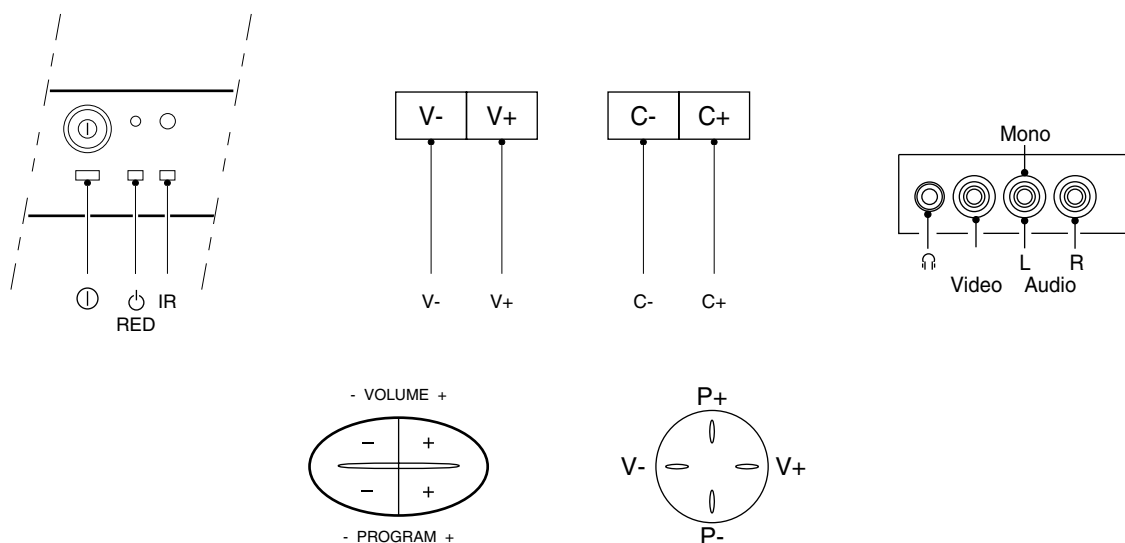 V- V+
C- C+
Mono
IR
RED
V- V+
C- C+
L R
Video Audio
- VOLUME +
- +
- +
- PROGRAM +
P+
V- V+
P-